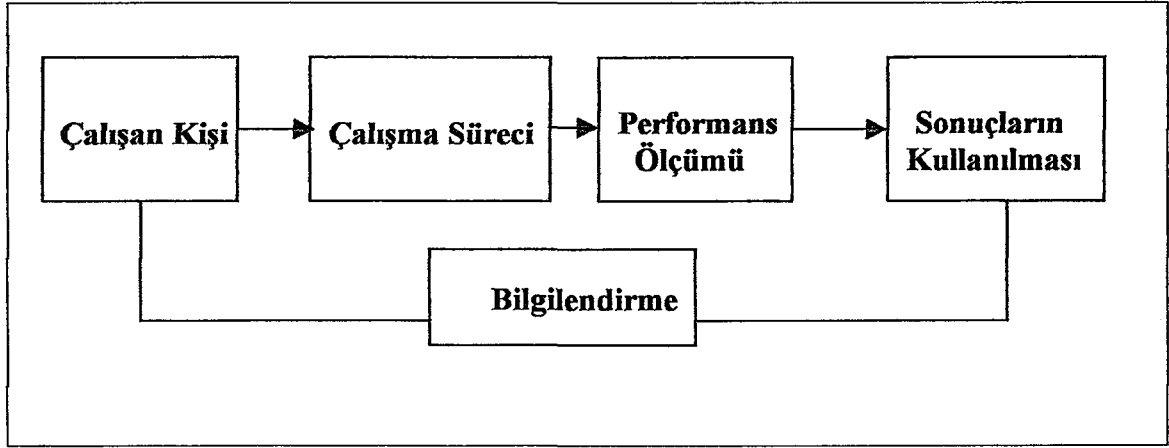 Çalışan Kişi
Çalışma Süreci
Performans
Ölçümü
Sonuçların
Kullanılması
Bilgilendirme